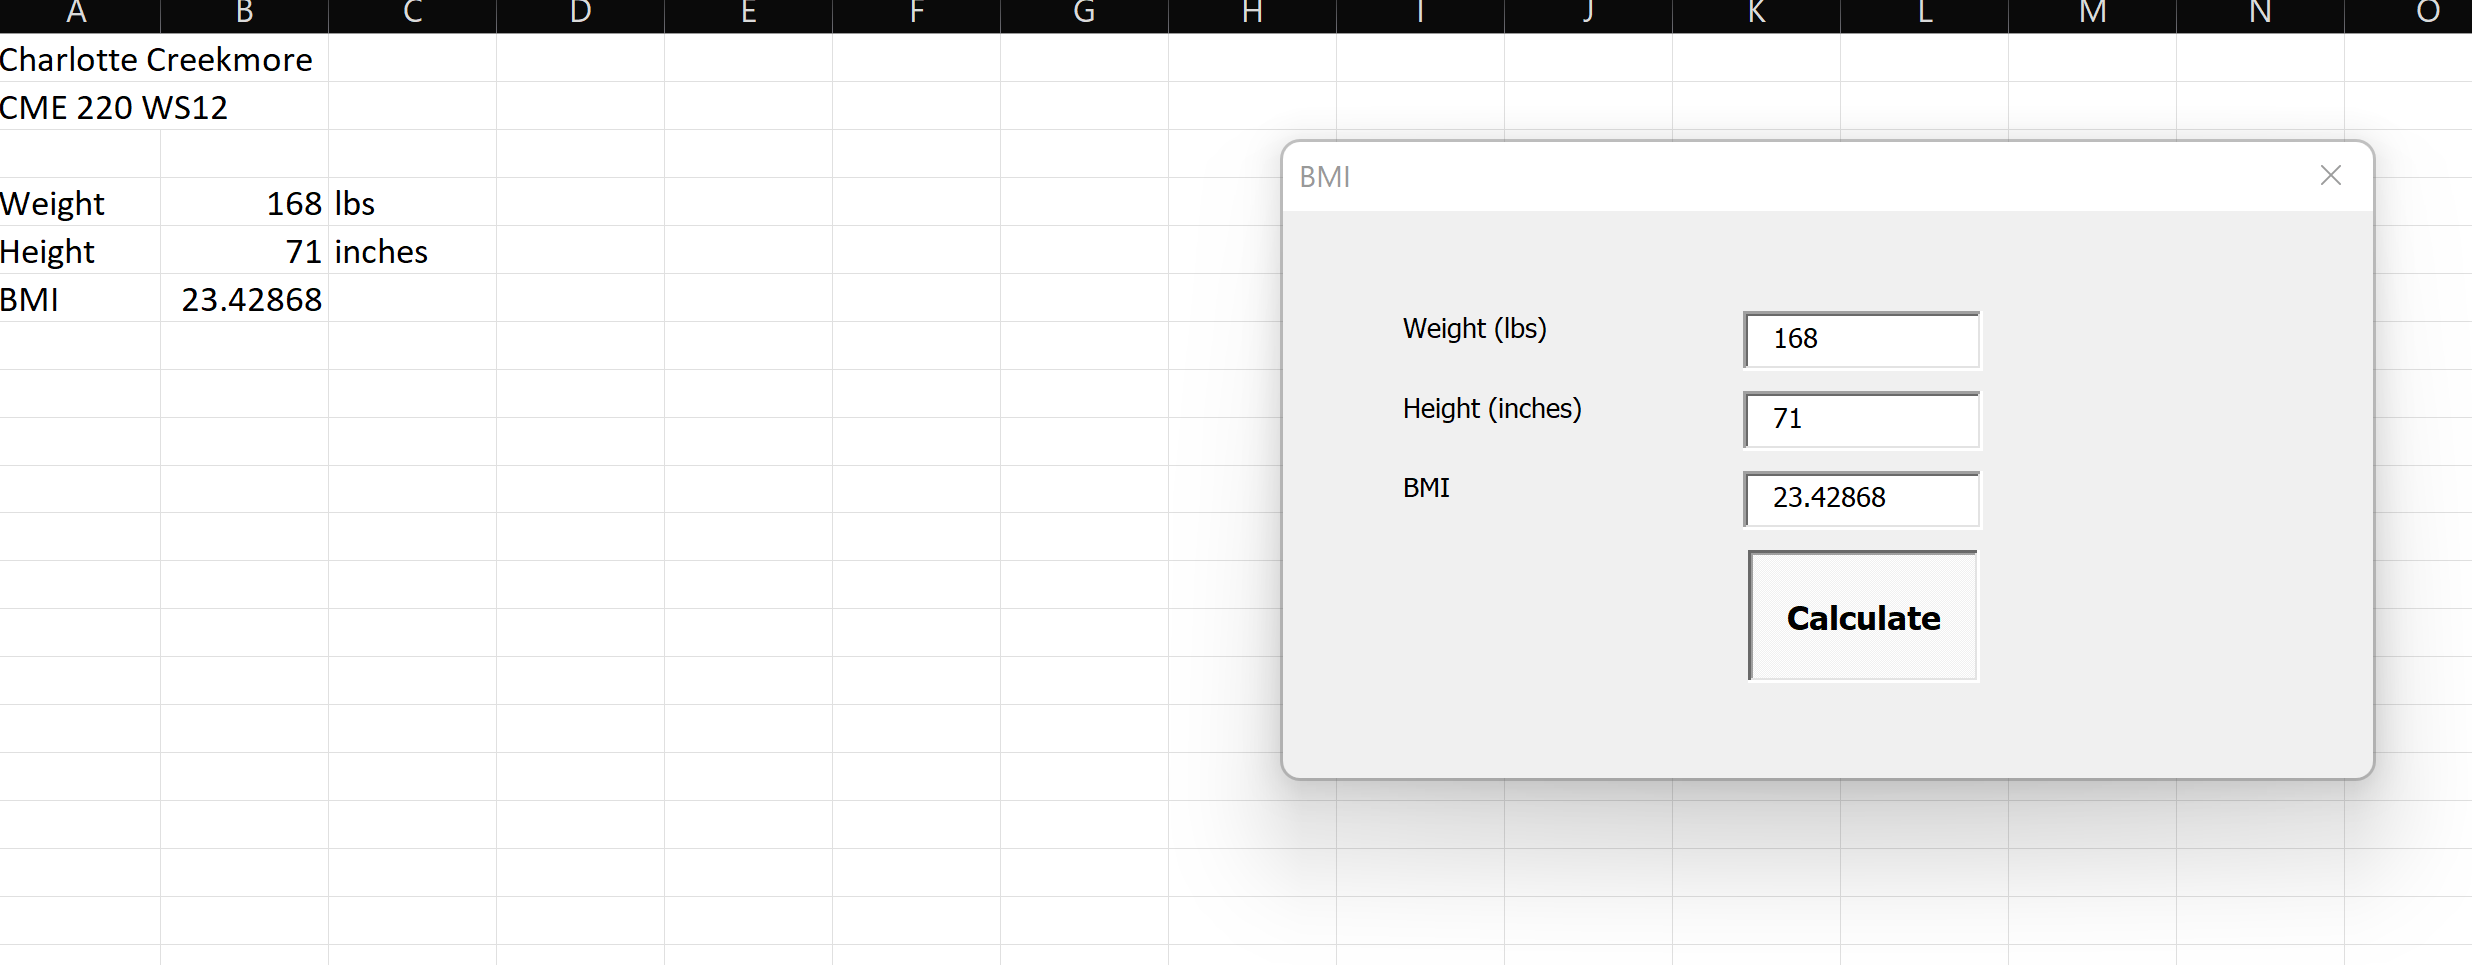 A B C D E F G H I J K L M N O
Charlotte Creekmore
CME 220 WS12
Weight 168 lbs
Height 71 inches
BMI 23.42868
BMI
Weight (lbs) 168
Height (inches) 71
BMI 23.42868
Calculate